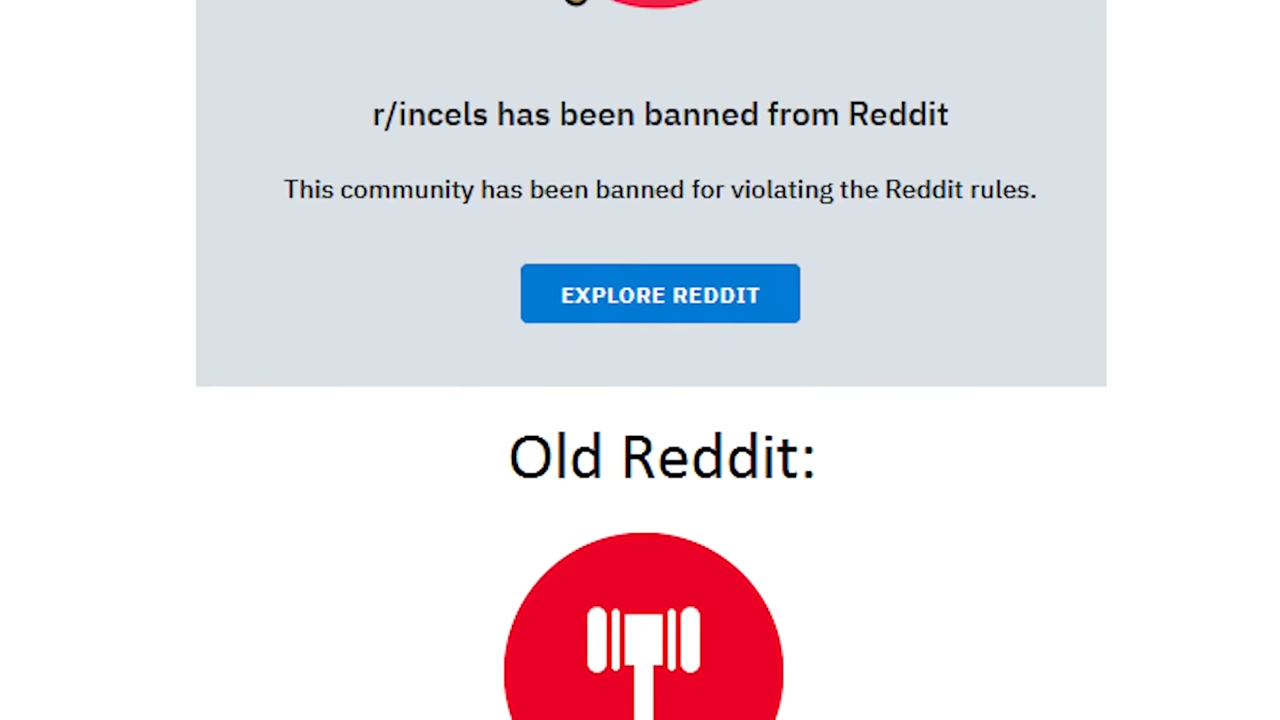 r/incels has been banned from Reddit
This community has been banned for violating the Reddit rules.
EXPLORE REDDIT
Old Reddit: